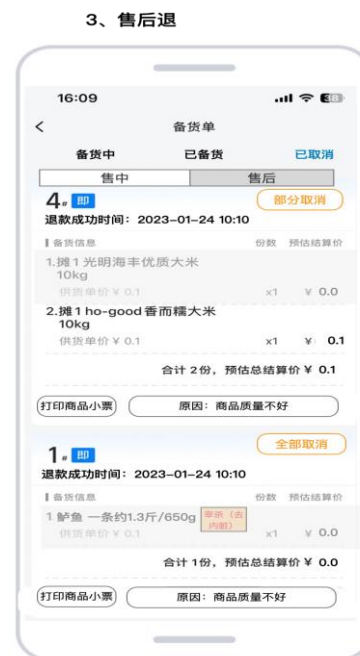 3、售后退
16:09
备货单
备货中 已备货 已取消
售中 售后
4# 即 部分取消
退款成功时间：2023-01-24 10:10
备货信息 份数 预估结算价
1.摊1 光明海丰优质大米
10kg
供货单价 ¥ 0.1 x1 ¥ 0.0
2.摊1 ho-good 香而糯大米
10kg
供货单价 ¥ 0.1 x1 ¥ 0.1
合计 2份，预估总结算价 ¥ 0.1
打印商品小票 原因：商品质量不好
1# 即 全部取消
退款成功时间：2023-01-24 10:10
备货信息 份数 预估结算价
1 鲈鱼 一条约1.3斤/650g 宰杀（去
内脏）
供货单价 ¥ 0.1 x1 ¥ 0.0
合计 1份，预估总结算价 ¥ 0.0
打印商品小票 原因：商品质量不好